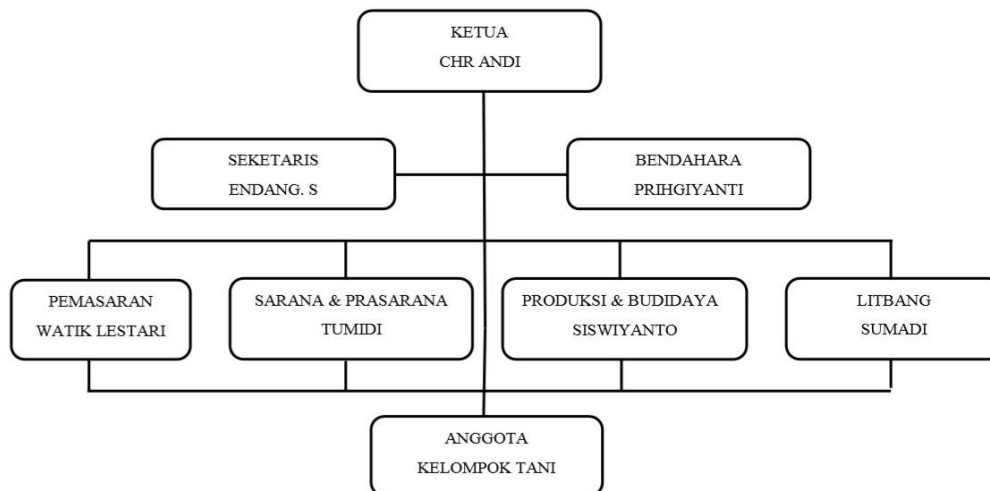 KETUA
CHR ANDI
SEKETARIS
ENDANG. S
BENDAHARA
PRIHGIYANTI
PEMASARAN
WATIK LESTARI
SARANA & PRASARANA
TUMIDI
PRODUKSI & BUDIDAYA
SISWIYANTO
LITBANG
SUMADI
ANGGOTA
KELOMPOK TANI